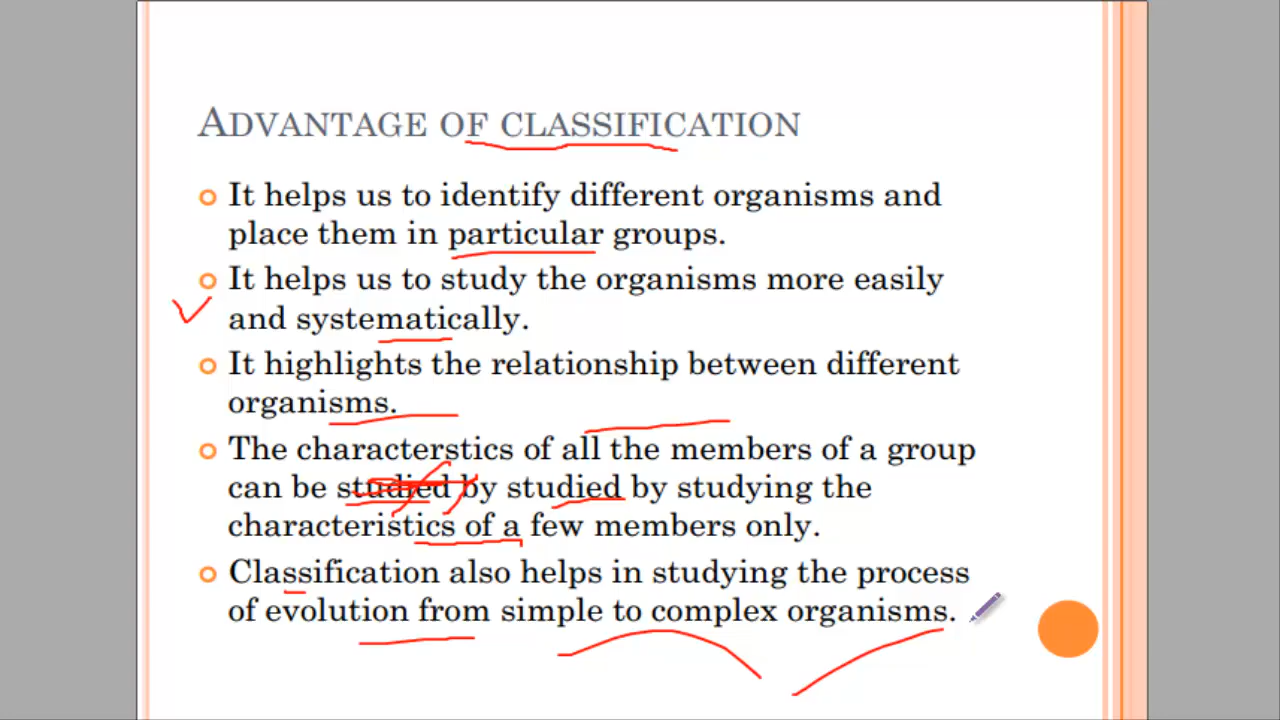 ADVANTAGE OF CLASSIFICATION
It helps us to identify different organisms and
place them in particular groups.
It helps us to study the organisms more easily
and systematically.
It highlights the relationship between different
organisms.
The characterstics of all the members of a group
can be studied by studied by studying the
characteristics of a few members only.
Classification also helps in studying the process
of evolution from simple to complex organisms.